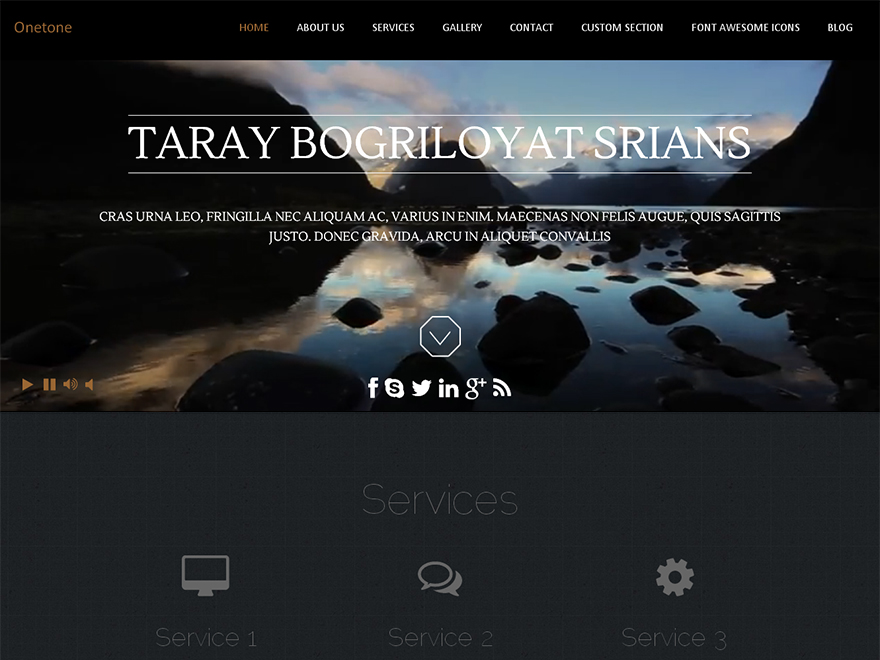 Onetone
HOME ABOUT US SERVICES GALLERY CONTACT CUSTOM SECTION FONT AWESOME ICONS BLOG
TARAY BOGRILOYAT SRIANS
CRAS URNA LEO, FRINGILLA NEC ALIQUAM AC, VARIUS IN ENIM. MAECENAS NON FELIS AUGUE, QUIS SAGITTIS
JUSTO. DONEC GRAVIDA, ARCU IN ALIQUET CONVALLIS
Services
Service 1 Service 2 Service 3